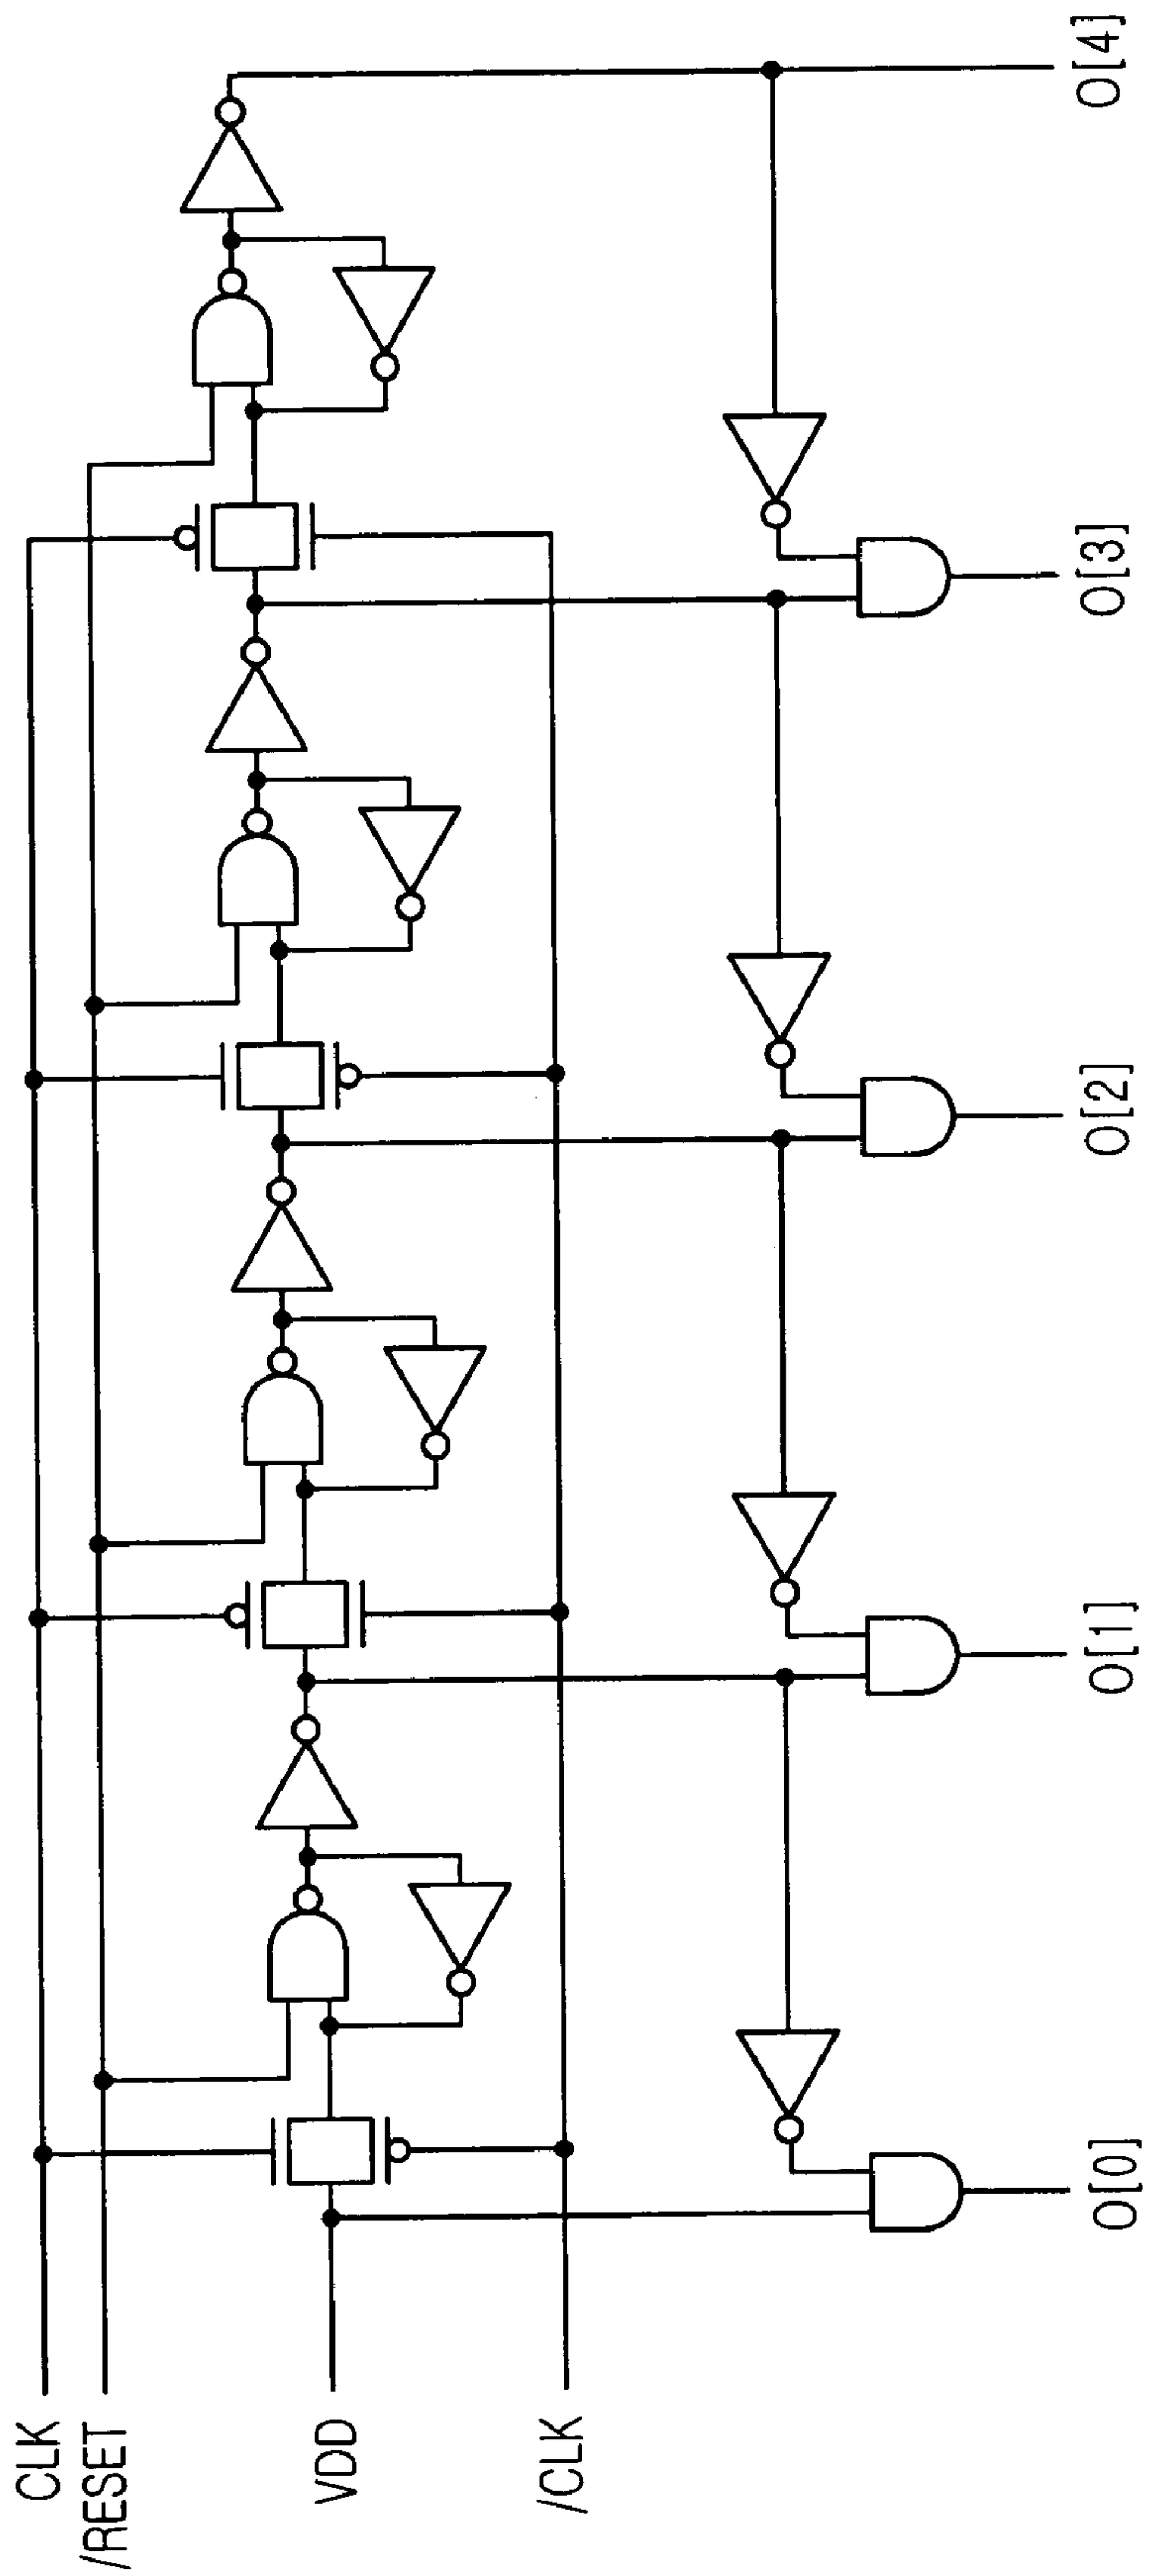 CLK
/RESET
VDD
/CLK
O[0]
O[1]
O[2]
O[3]
O[4]